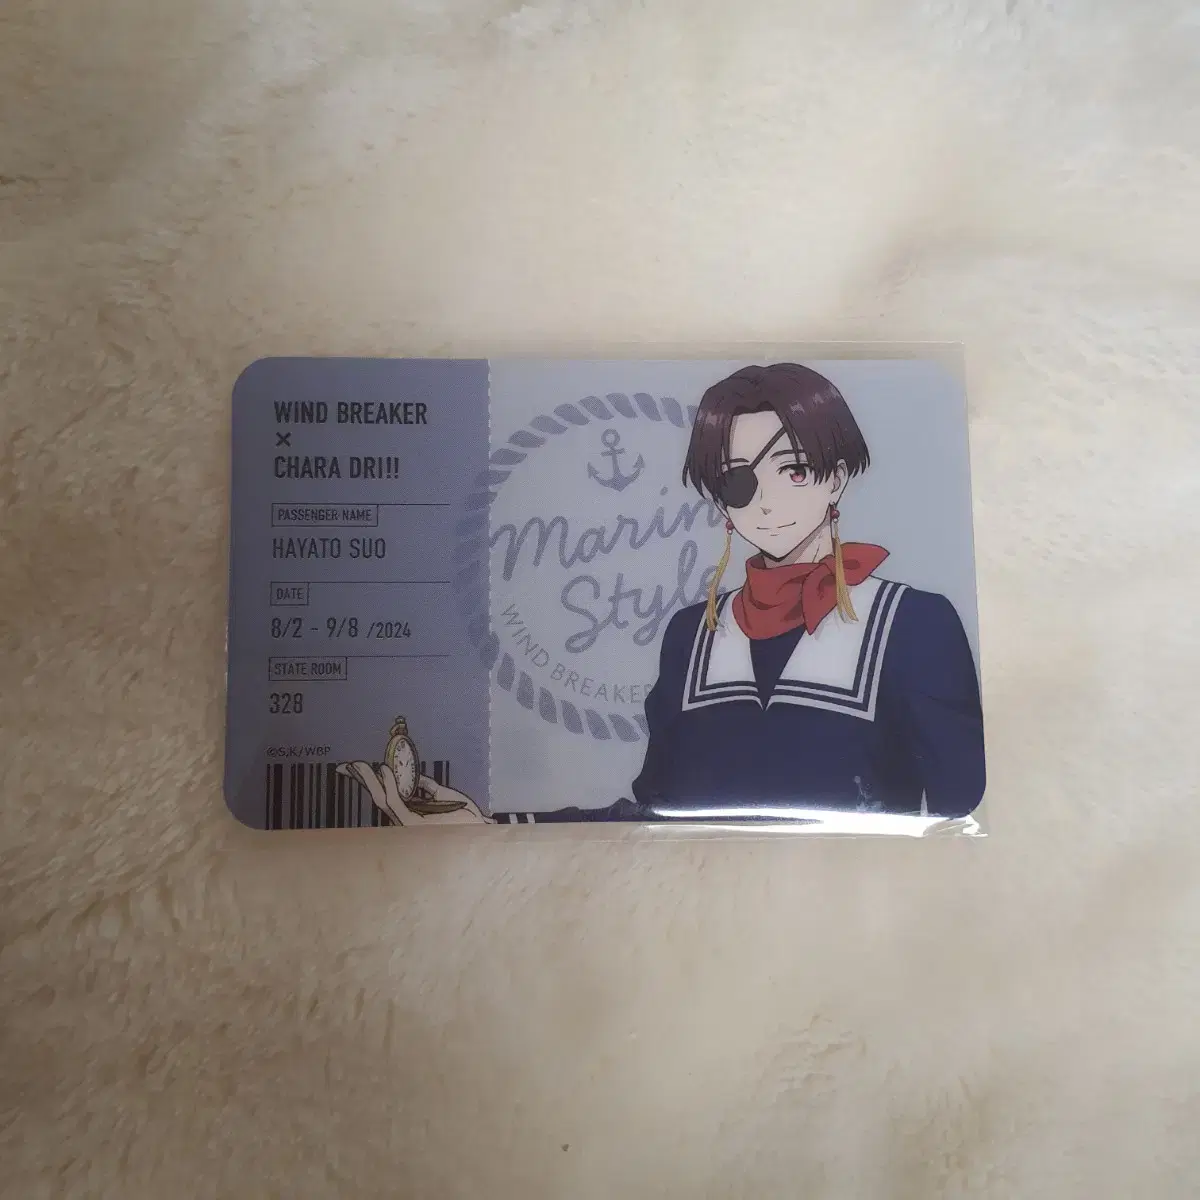 WIND BREAKER
×
CHARA DRI!!
PASSENGER NAME
HAYATO SUO
DATE
8/2 - 9/8 /2024
STATE ROOM
328
©S.K/WBP
Marin
Style
WIND BREAKER